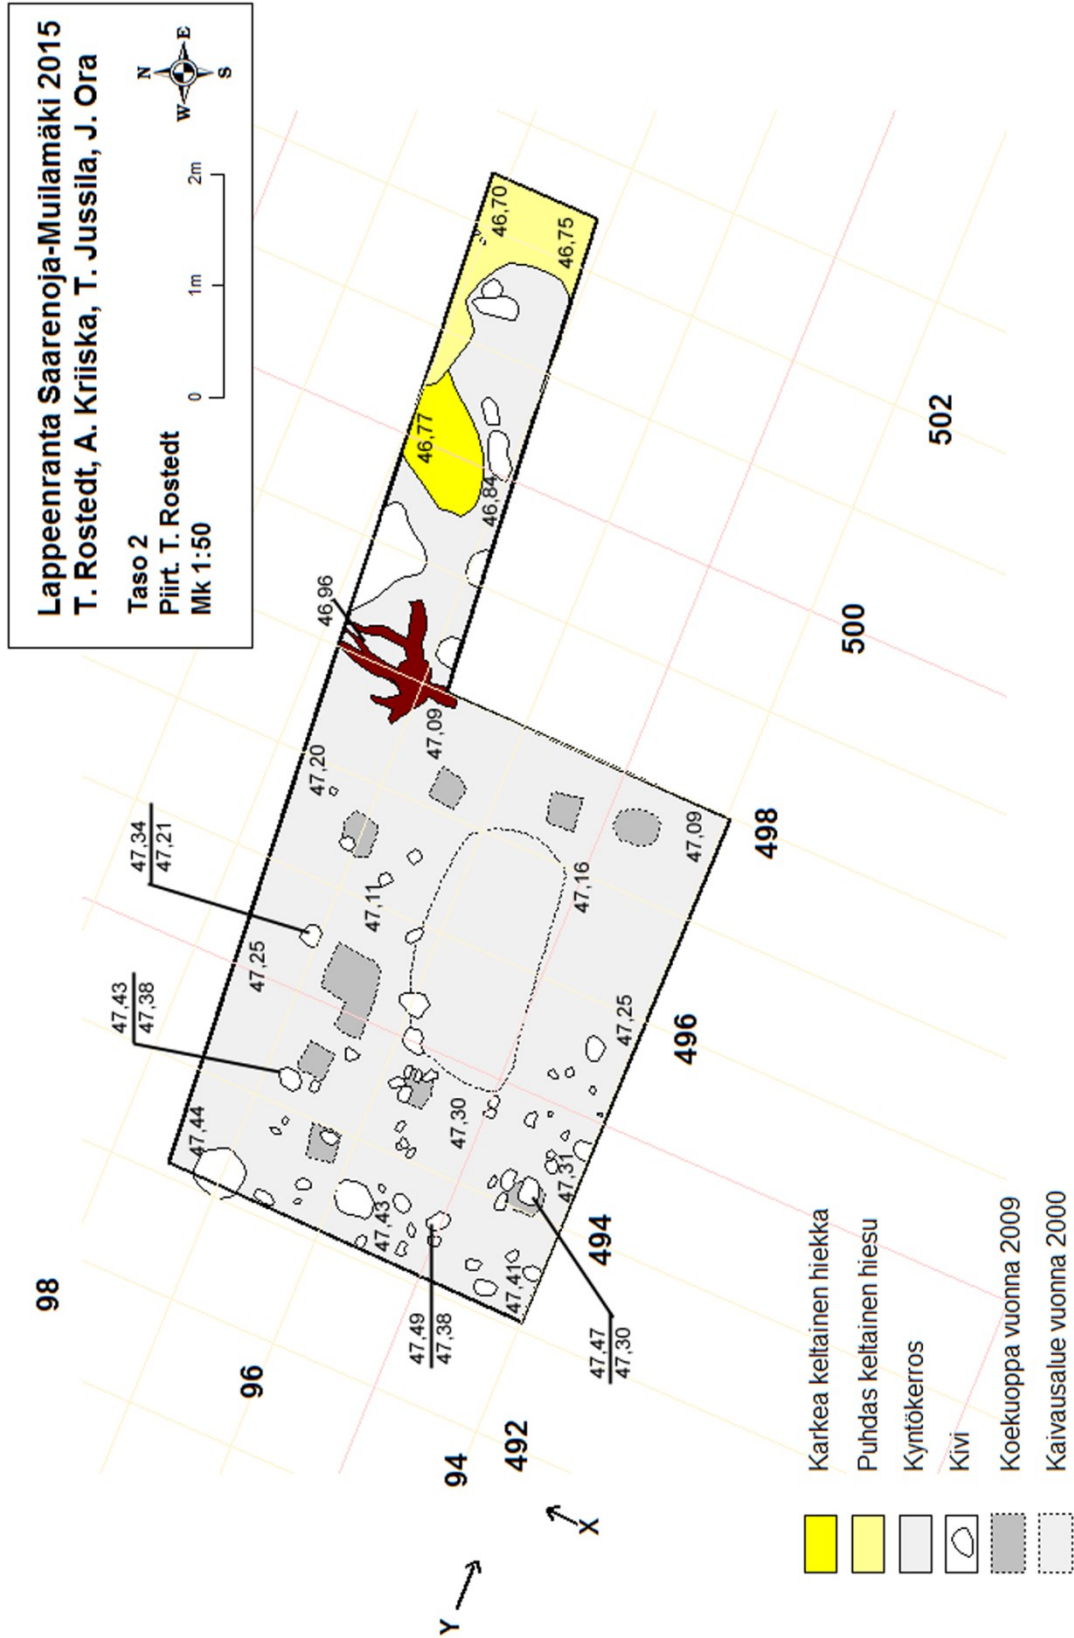 Lappeenranta Saarenoja-Muilamäki 2015
T. Rostedt, A. Kriiska, T. Jussila, J. Ora
Taso 2
Piirt. T. Rostedt
Mk 1:50
0 1m 2m
N
W E
S
46,70
46,75
46,77
46,84
46,96
47,09
47,20
47,34
47,21
47,11
47,25
47,43
47,38
47,44
47,09
47,16
47,25
47,30
47,31
47,43
47,41
47,49
47,38
47,47
47,30
98
96
94
492
494
496
498
500
502
Y
X
Karkea keltainen hiekka
Puhdas keltainen hiesu
Kyntökerros
Kivi
Koekuoppa vuonna 2009
Kaivausalue vuonna 2000